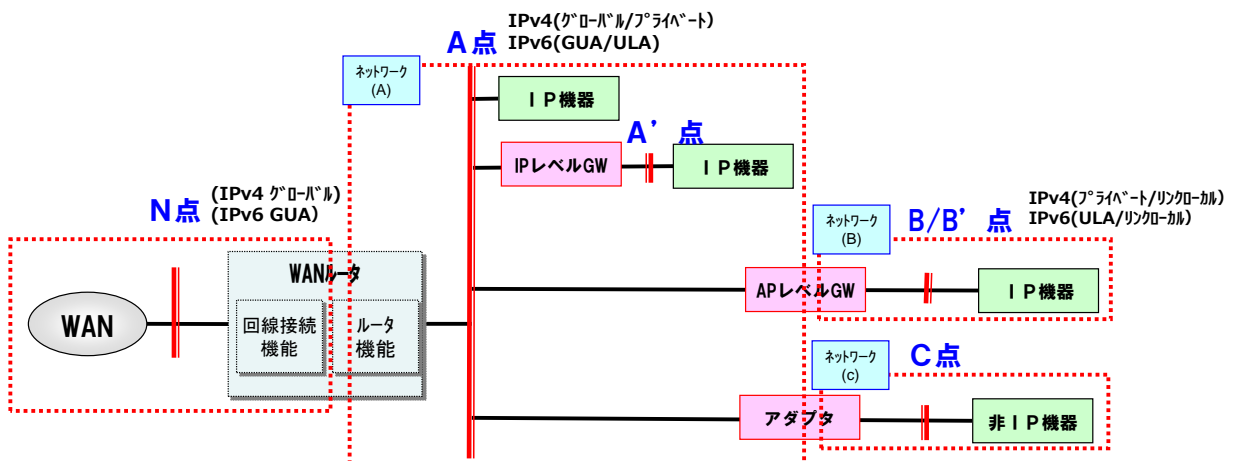 IPv4(ｸﾞﾛｰﾊﾞﾙ/ﾌﾟﾗｲﾍﾞｰﾄ)
A点 IPv6(GUA/ULA)
ﾈｯﾄﾜｰｸ
(A)
ＩＰ機器
A’点
IPレベルGW
ＩＰ機器
(IPv4 ｸﾞﾛｰﾊﾞﾙ)
N点 (IPv6 GUA)
IPv4(ﾌﾟﾗｲﾍﾞｰﾄ/ﾘﾝｸﾛｰｶﾙ)
B/B’点 IPv6(ULA/ﾘﾝｸﾛｰｶﾙ)
ﾈｯﾄﾜｰｸ
(B)
WANﾙｰﾀ
APレベルGW
ＩＰ機器
WAN
回線接続
機能
ﾙｰﾀ
機能
ﾈｯﾄﾜｰｸ
(c)
C点
アダプタ
非ＩＰ機器